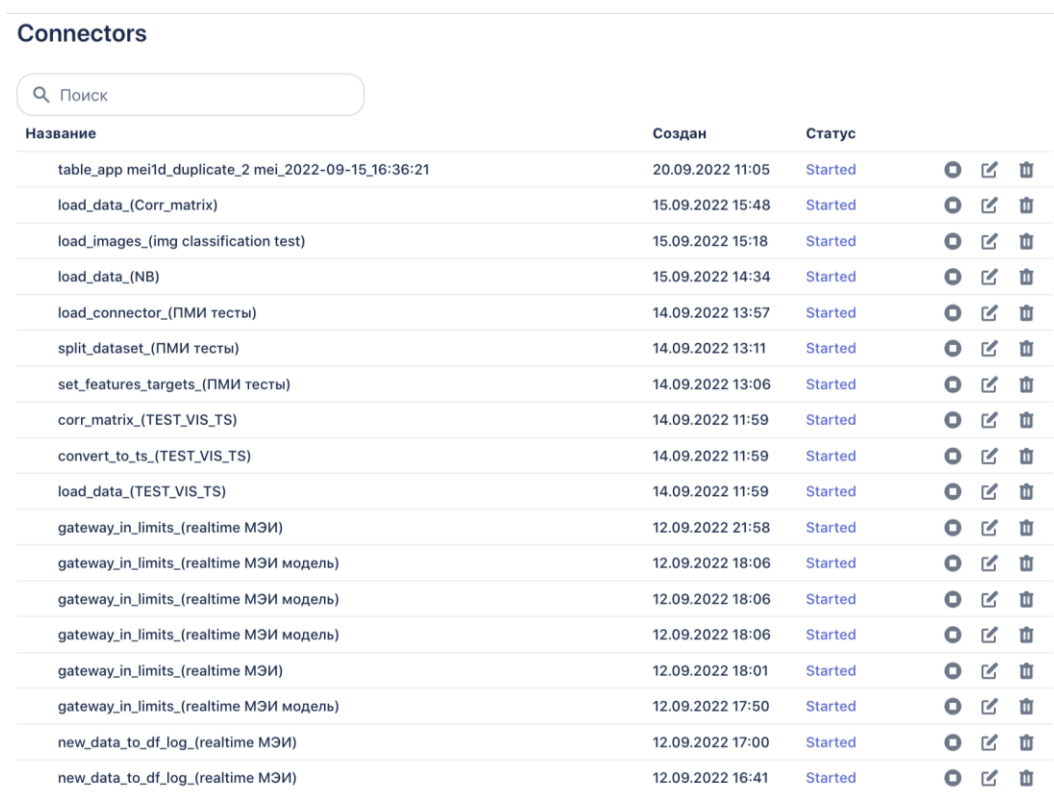 Connectors
Поиск
Название Создан Статус
table_app mei1d_duplicate_2 mei_2022-09-15_16:36:21 20.09.2022 11:05 Started
load_data_(Corr_matrix) 15.09.2022 15:48 Started
load_images_(img classification test) 15.09.2022 15:18 Started
load_data_(NB) 15.09.2022 14:34 Started
load_connector_(ПМИ тесты) 14.09.2022 13:57 Started
split_dataset_(ПМИ тесты) 14.09.2022 13:11 Started
set_features_targets_(ПМИ тесты) 14.09.2022 13:06 Started
corr_matrix_(TEST_VIS_TS) 14.09.2022 11:59 Started
convert_to_ts_(TEST_VIS_TS) 14.09.2022 11:59 Started
load_data_(TEST_VIS_TS) 14.09.2022 11:59 Started
gateway_in_limits_(realtime МЭИ) 12.09.2022 21:58 Started
gateway_in_limits_(realtime МЭИ модель) 12.09.2022 18:06 Started
gateway_in_limits_(realtime МЭИ модель) 12.09.2022 18:06 Started
gateway_in_limits_(realtime МЭИ модель) 12.09.2022 18:06 Started
gateway_in_limits_(realtime МЭИ) 12.09.2022 18:01 Started
gateway_in_limits_(realtime МЭИ модель) 12.09.2022 17:50 Started
new_data_to_df_log_(realtime МЭИ) 12.09.2022 17:00 Started
new_data_to_df_log_(realtime МЭИ) 12.09.2022 16:41 Started